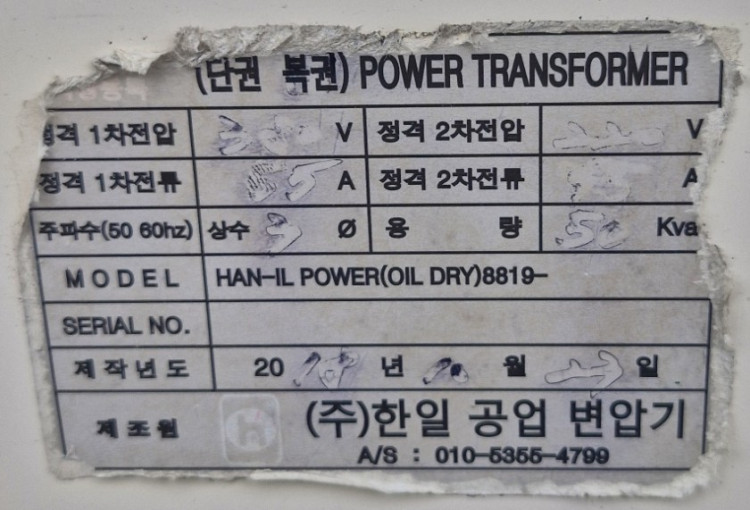 (단권 복권) POWER TRANSFORMER
정격 1차전압 V 정격 2차전압 V
정격 1차전류 A 정격 2차전류 A
주파수(50 60hz) 상수 3 Ø 용 량 50 Kva
MODEL HAN-IL POWER(OIL DRY)8819-
SERIAL NO.
제작년도 20 년 월 일
제조원 (주)한일 공업 변압기
A/S : 010-5355-4799